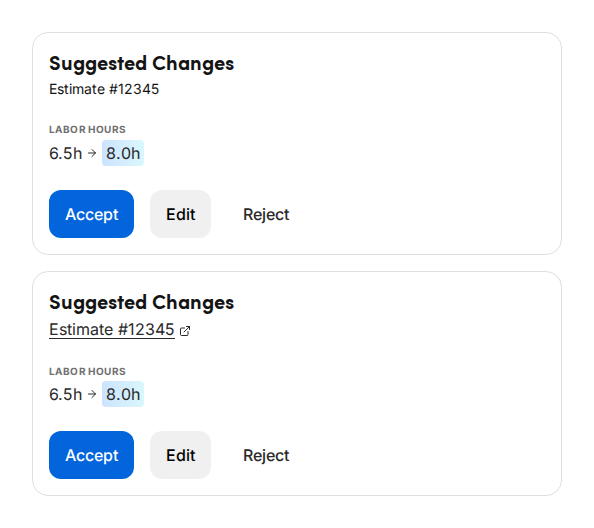 Suggested Changes
Estimate #12345
LABOR HOURS
6.5h → 8.0h
Accept Edit Reject
Suggested Changes
Estimate #12345
LABOR HOURS
6.5h → 8.0h
Accept Edit Reject